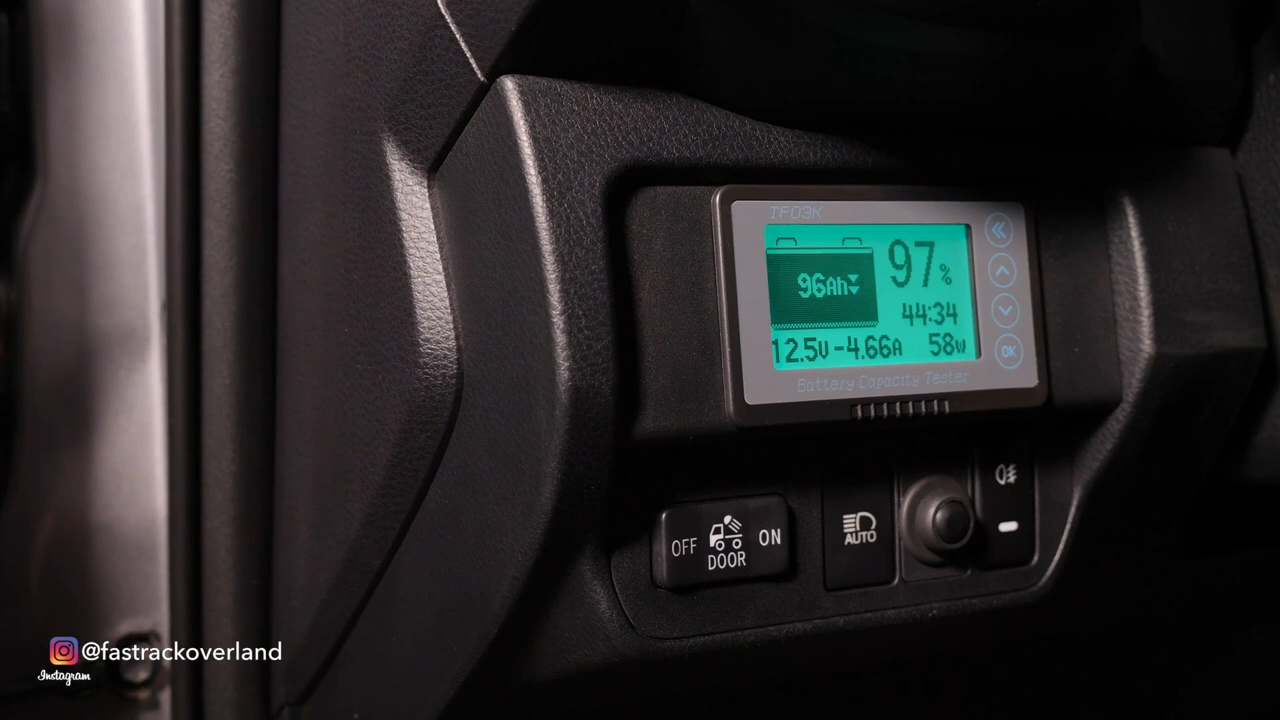 TF03K
96Ah
97%
44:34
12.5V -4.66A 58W
OK
Battery Capacity Tester
OFF DOOR ON
AUTO
@fastrackoverland
Instagram